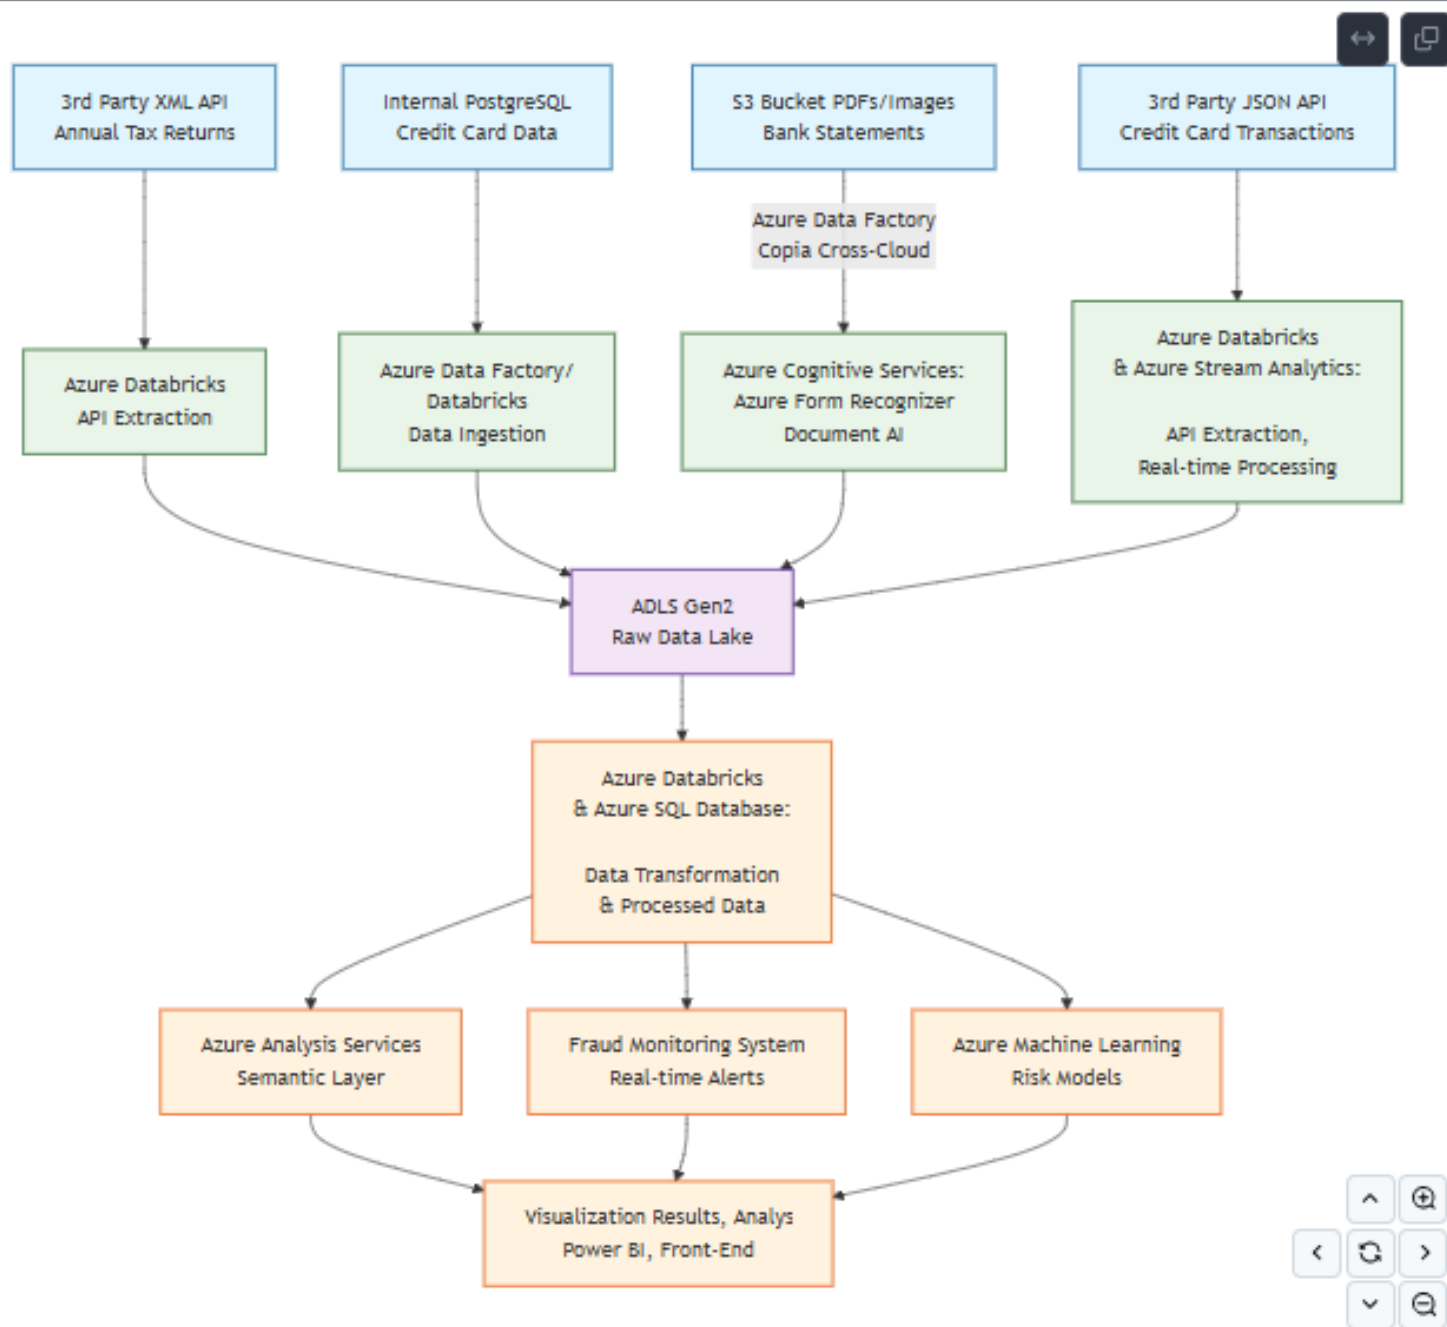 3rd Party XML API
Annual Tax Returns
Internal PostgreSQL
Credit Card Data
S3 Bucket PDFs/Images
Bank Statements
3rd Party JSON API
Credit Card Transactions
Azure Data Factory
Copia Cross-Cloud
Azure Databricks
API Extraction
Azure Data Factory/
Databricks
Data Ingestion
Azure Cognitive Services:
Azure Form Recognizer
Document AI
Azure Databricks
& Azure Stream Analytics:
API Extraction,
Real-time Processing
ADLS Gen2
Raw Data Lake
Azure Databricks
& Azure SQL Database:
Data Transformation
& Processed Data
Azure Analysis Services
Semantic Layer
Fraud Monitoring System
Real-time Alerts
Azure Machine Learning
Risk Models
Visualization Results, Analys
Power BI, Front-End